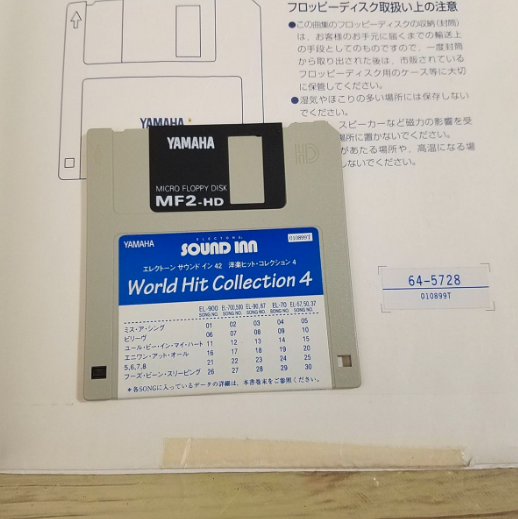 フロッピーディスク取扱い上の注意
●この曲集のフロッピーディスクの収納(封筒)
は、お客様のお手元に届くまでの輸送上
の手段としてのものですので、一度封筒
から取り出された後は、市販されている
フロッピーディスク用のケース等に大切
に保管してください。
●湿気やほこりの多い場所には保存しない
でください。
スピーカーなど磁力の影響を受
場所に置かないでください。
があたる場所や、高温になる場
しないでください。
YAMAHA
YAMAHA
HD
MICRO FLOPPY DISK
MF2-HD
YAMAHA
ELECTONE
SOUND INN
010899T
エレクトーン サウンド イン 42 洋楽ヒット・コレクション 4
World Hit Collection 4
EL-900 EL-700,500 EL-90,87 EL-70 EL-57,50,37
SONG NO. SONG NO. SONG NO. SONG NO. SONG NO.
ミス・ア・シング 01 02 03 04 05
ビリーヴ 06 07 08 09 10
ユール・ビー・イン・マイ・ハート 11 12 13 14 15
エニワン・アット・オール 16 17 18 19 20
5,6,7,8 21 22 23 24 25
フーズ・ビーン・スリーピング 26 27 28 29 30
*各SONGに入っているデータの詳細は、本書巻末をご参照ください。
64-5728
010899T